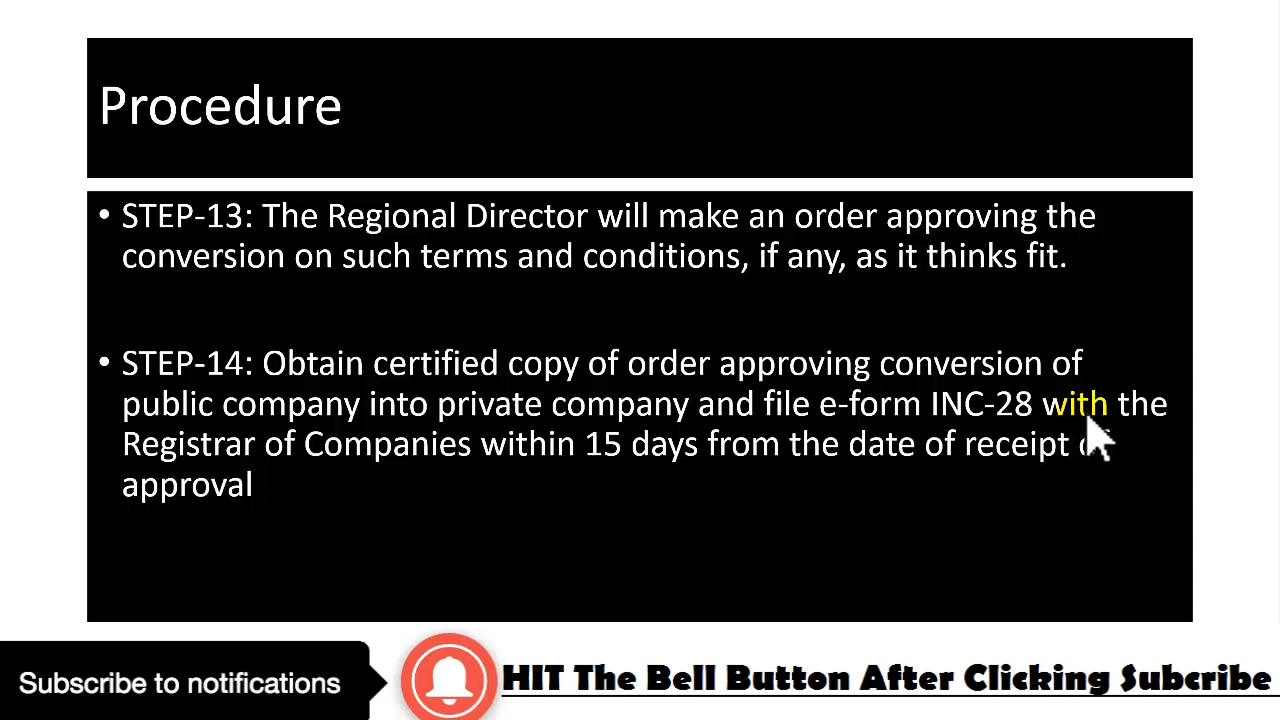 Procedure
• STEP-13: The Regional Director will make an order approving the
conversion on such terms and conditions, if any, as it thinks fit.
• STEP-14: Obtain certified copy of order approving conversion of
public company into private company and file e-form INC-28 with the
Registrar of Companies within 15 days from the date of receipt of
approval
Subscribe to notifications
HIT The Bell Button After Clicking Subcribe